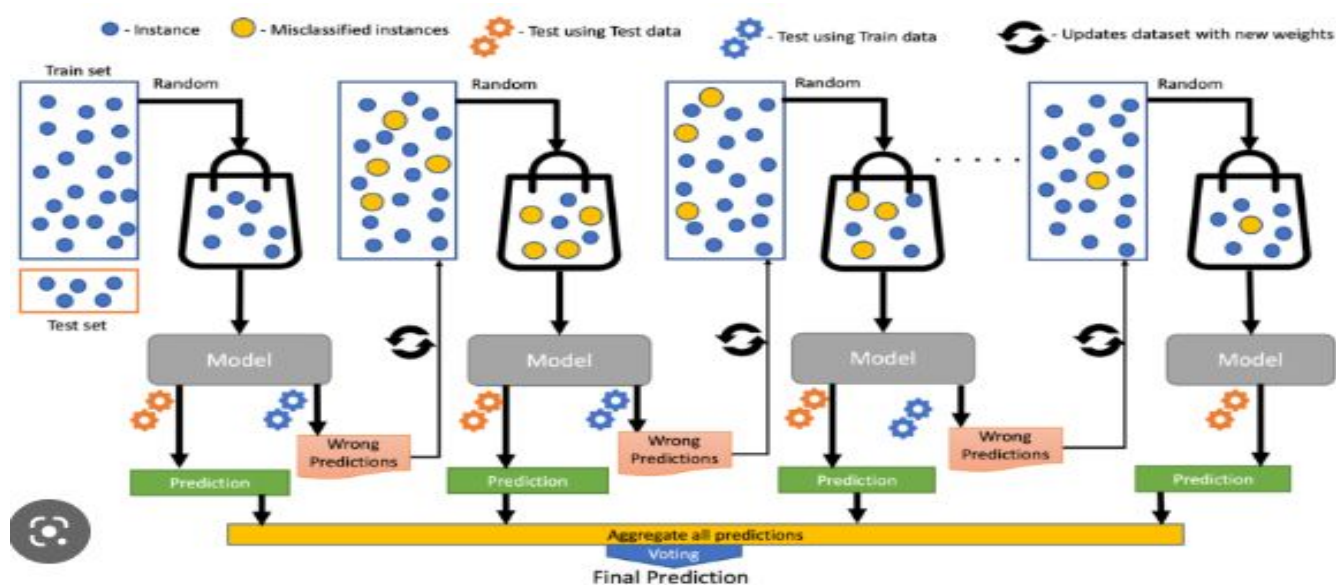 - Instance
- Misclassified instances
- Test using Test data
- Test using Train data
- Updates dataset with new weights
Train set
Random
Random
Random
Random
Test set
Model
Model
Model
Model
Wrong
Predictions
Wrong
Predictions
Wrong
Predictions
Prediction
Prediction
Prediction
Prediction
Aggregate all predictions
Voting
Final Prediction